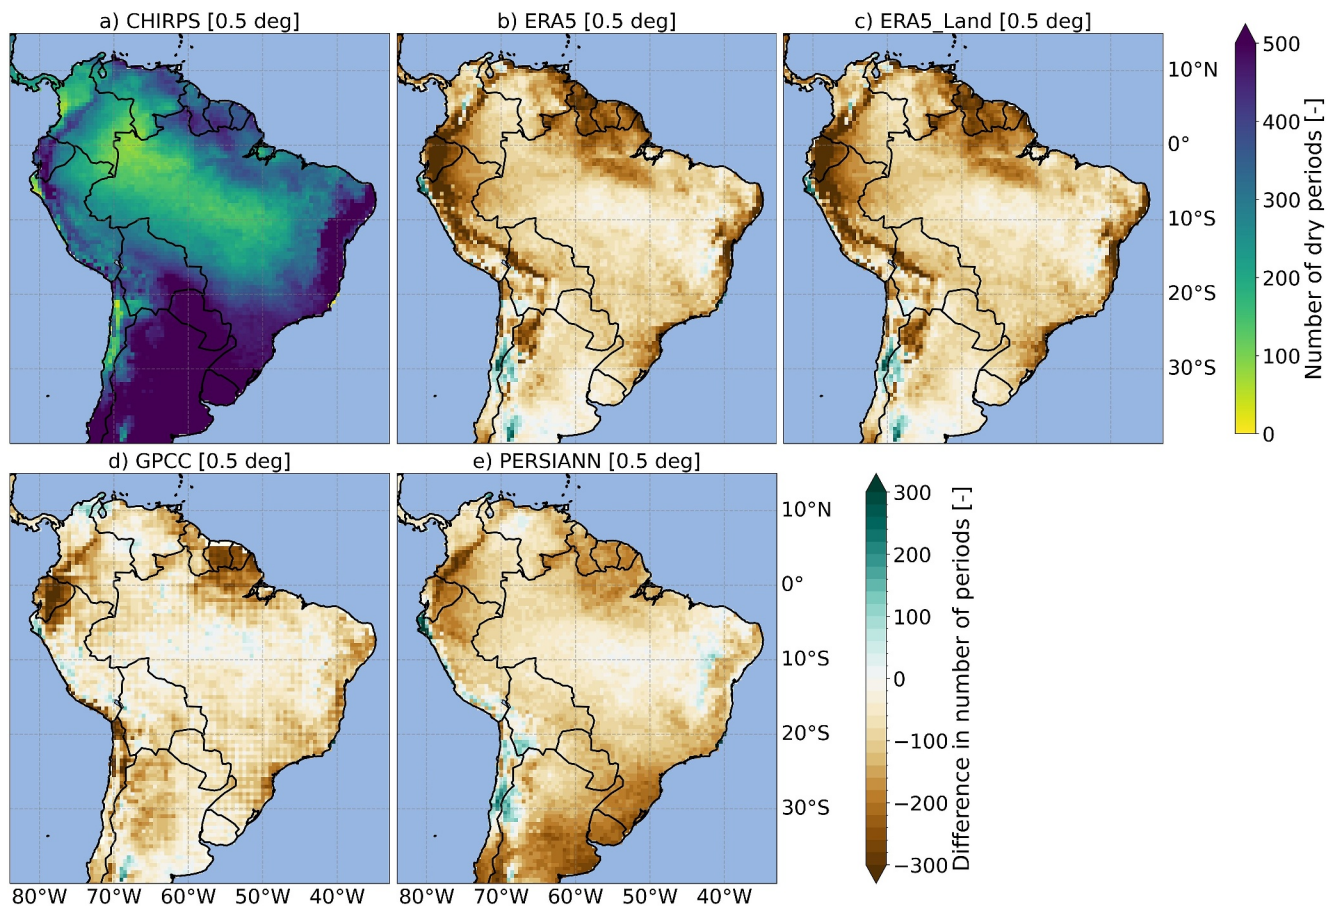 a) CHIRPS [0.5 deg]
b) ERA5 [0.5 deg]
c) ERA5_Land [0.5 deg]
10°N
0°
10°S
20°S
30°S
500
400
300
200
100
0
Number of dry periods [-]
d) GPCC [0.5 deg]
e) PERSIANN [0.5 deg]
10°N
0°
10°S
20°S
30°S
300
200
100
0
−100
−200
−300
Difference in number of periods [-]
80°W 70°W 60°W 50°W 40°W
80°W 70°W 60°W 50°W 40°W